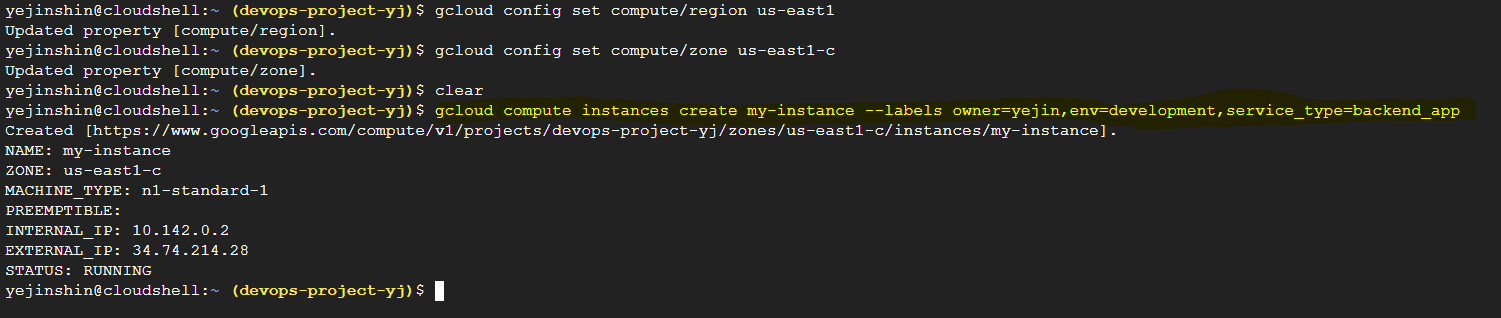 yejinshin@cloudshell:~ (devops-project-yj)$ gcloud config set compute/region us-east1
Updated property [compute/region].
yejinshin@cloudshell:~ (devops-project-yj)$ gcloud config set compute/zone us-east1-c
Updated property [compute/zone].
yejinshin@cloudshell:~ (devops-project-yj)$ clear
yejinshin@cloudshell:~ (devops-project-yj)$ gcloud compute instances create my-instance --labels owner=yejin,env=development,service_type=backend_app
Created [https://www.googleapis.com/compute/v1/projects/devops-project-yj/zones/us-east1-c/instances/my-instance].
NAME: my-instance
ZONE: us-east1-c
MACHINE_TYPE: n1-standard-1
PREEMPTIBLE:
INTERNAL_IP: 10.142.0.2
EXTERNAL_IP: 34.74.214.28
STATUS: RUNNING
yejinshin@cloudshell:~ (devops-project-yj)$